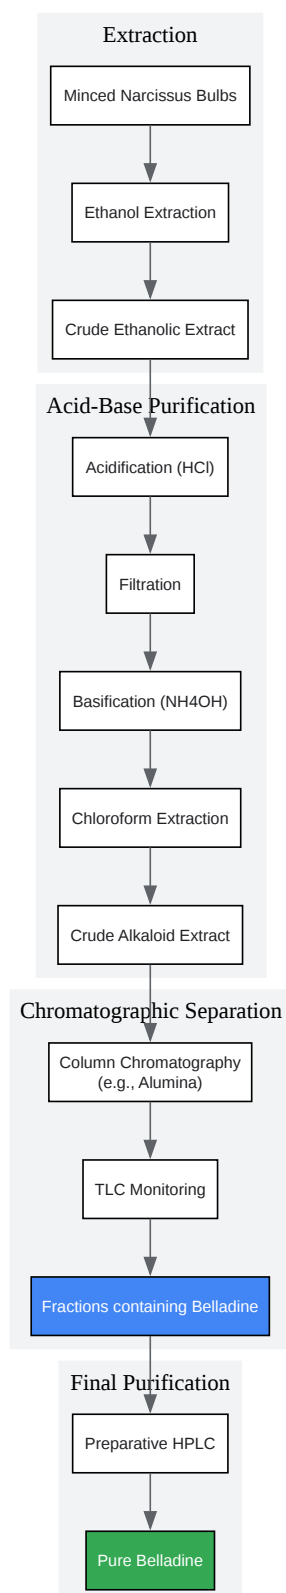 Extraction
Minced Narcissus Bulbs
Ethanol Extraction
Crude Ethanolic Extract
Acid-Base Purification
Acidification (HCl)
Filtration
Basification (NH4OH)
Chloroform Extraction
Crude Alkaloid Extract
Chromatographic Separation
Column Chromatography
(e.g., Alumina)
TLC Monitoring
Fractions containing Belladine
Final Purification
Preparative HPLC
Pure Belladine